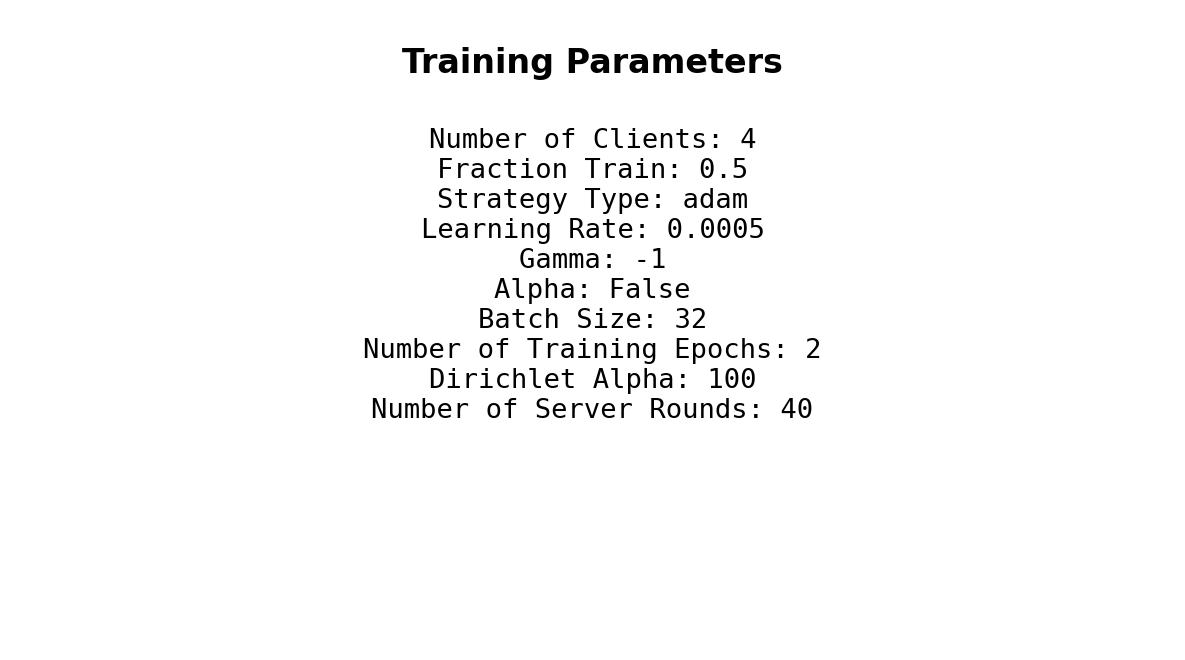 Training Parameters
Number of Clients: 4
Fraction Train: 0.5
Strategy Type: adam
Learning Rate: 0.0005
Gamma: -1
Alpha: False
Batch Size: 32
Number of Training Epochs: 2
Dirichlet Alpha: 100
Number of Server Rounds: 40